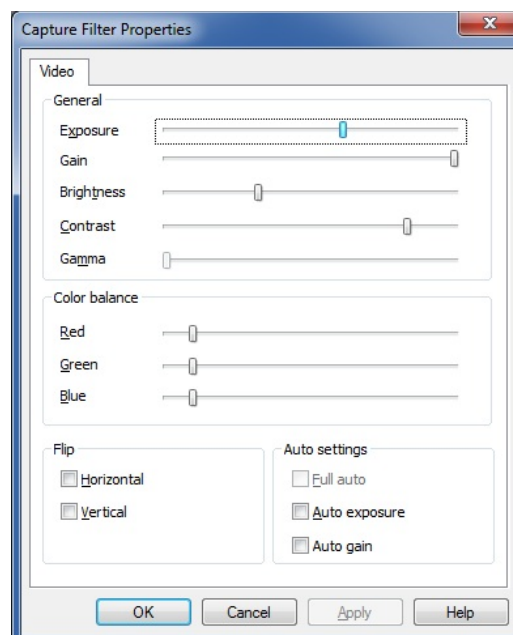 Capture Filter Properties
Video
General
Exposure
Gain
Brightness
Contrast
Gamma
Color balance
Red
Green
Blue
Flip
Horizontal
Vertical
Auto settings
Full auto
Auto exposure
Auto gain
OK Cancel Apply Help